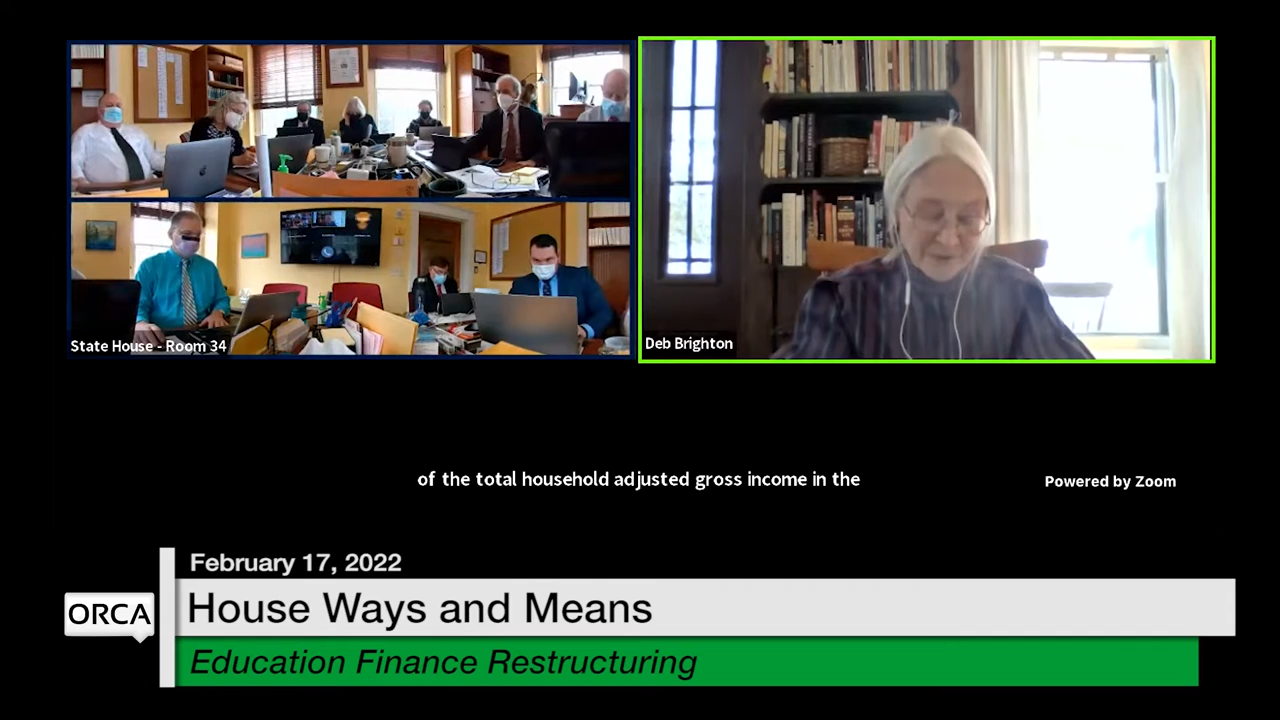 State House - Room 34
Deb Brighton
of the total household adjusted gross income in the
Powered by Zoom
February 17, 2022
ORCA
House Ways and Means
Education Finance Restructuring